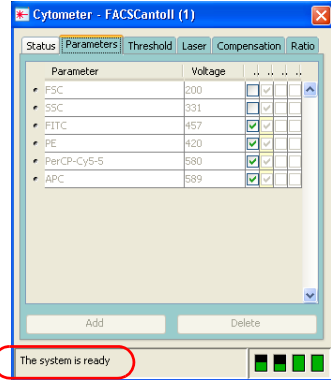 Cytometer - FACSCantoII (1)
Status Parameters Threshold Laser Compensation Ratio
Parameter Voltage .. .. .. ..
FSC 200
SSC 331
FITC 457
PE 420
PerCP-Cy5-5 580
APC 589
Add Delete
The system is ready